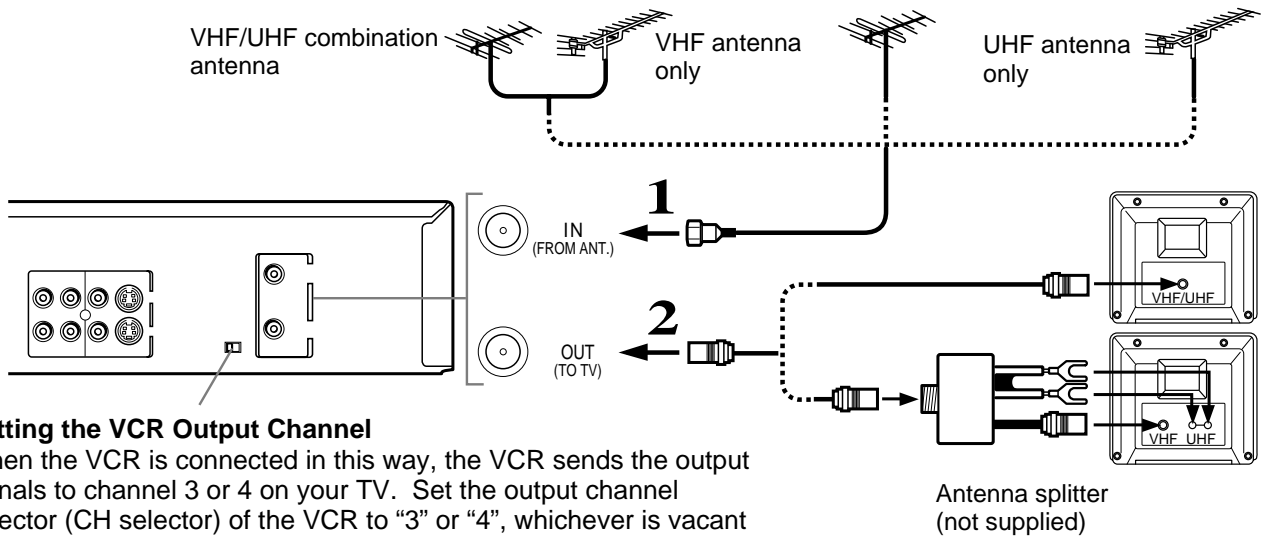 VHF/UHF combination
antenna
VHF antenna
only
UHF antenna
only
1
IN
(FROM ANT.)
VHF/UHF
2
OUT
(TO TV)
VHF UHF
tting the VCR Output Channel
hen the VCR is connected in this way, the VCR sends the output
nals to channel 3 or 4 on your TV. Set the output channel
ector (CH selector) of the VCR to “3” or “4”, whichever is vacant
Antenna splitter
(not supplied)